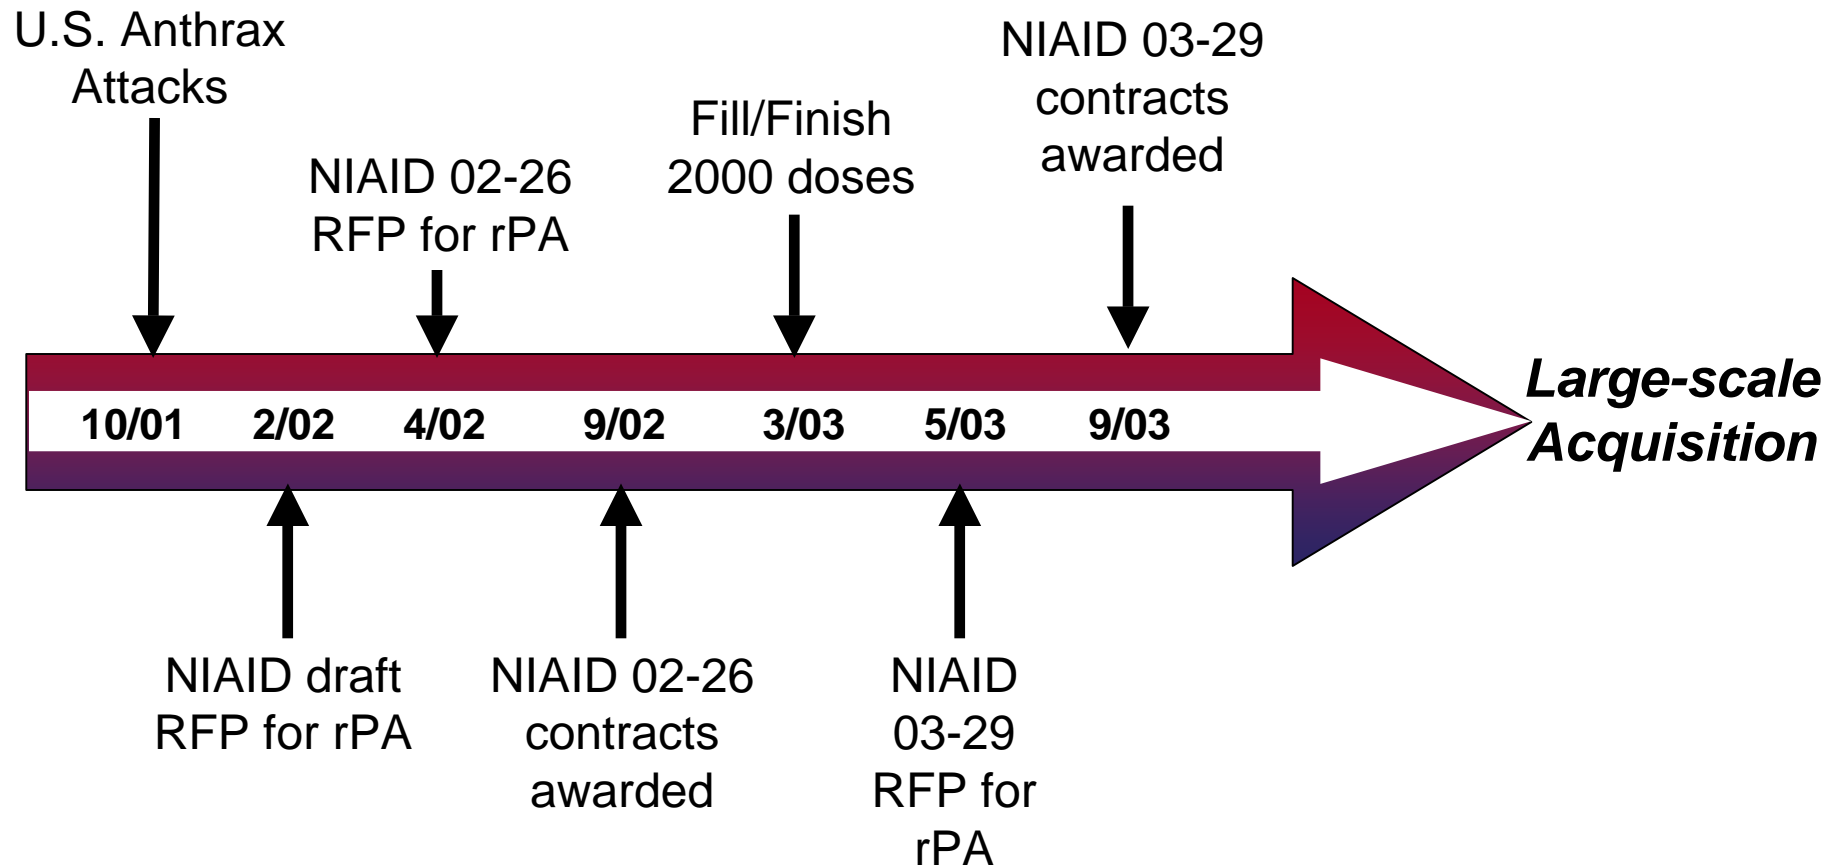 U.S. Anthrax
Attacks
NIAID 02-26
RFP for rPA
Fill/Finish
2000 doses
NIAID 03-29
contracts
awarded
10/01 2/02 4/02 9/02 3/03 5/03 9/03
Large-scale
Acquisition
NIAID draft
RFP for rPA
NIAID 02-26
contracts
awarded
NIAID
03-29
RFP for
rPA